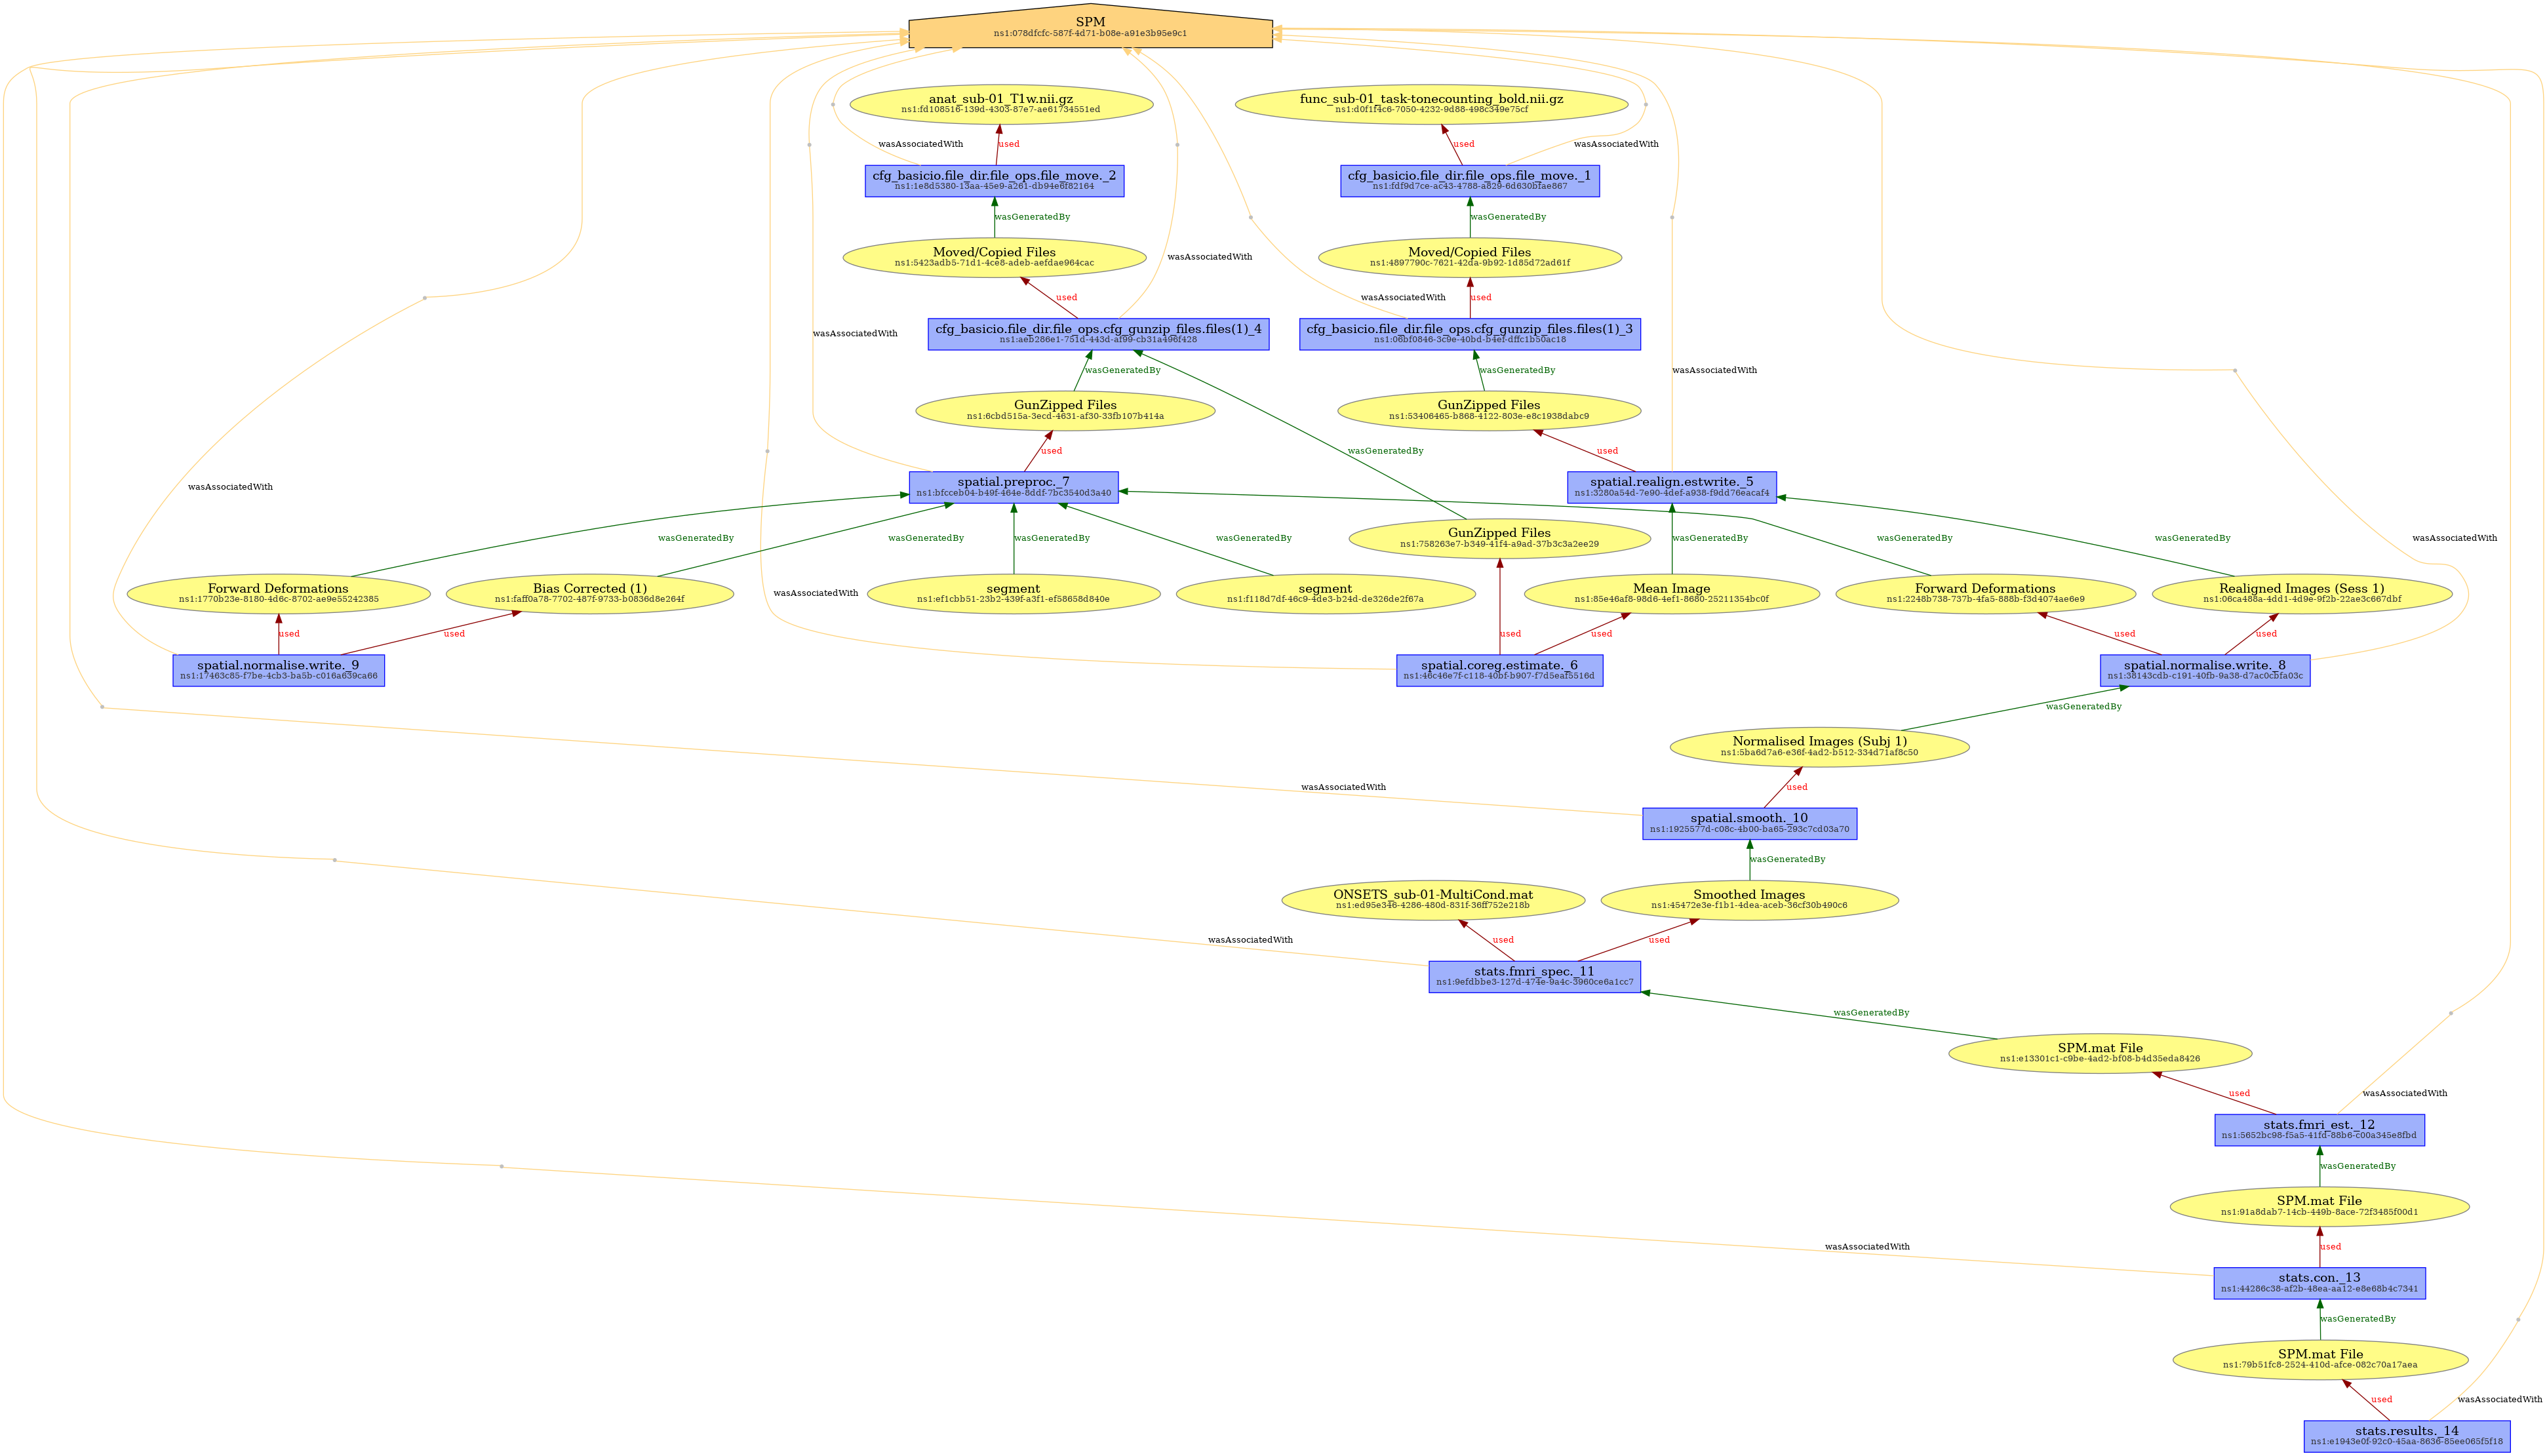 SPM
ns1:078dfcfc-587f-4d71-b08e-a91e3b95e9c1
anat_sub-01_T1w.nii.gz
ns1:fd108516-139d-4303-87e7-ae61734551ed
func_sub-01_task-tonecounting_bold.nii.gz
ns1:d0f1f4c6-7050-4232-9d88-498c349e75cf
wasAssociatedWith
used
used
wasAssociatedWith
cfg_basicio.file_dir.file_ops.file_move._2
ns1:1e8d5380-13aa-45e9-a261-db94e6f82164
cfg_basicio.file_dir.file_ops.file_move._1
ns1:fdf9d7ce-ac43-4788-a829-6d630bfae867
wasGeneratedBy
wasGeneratedBy
Moved/Copied Files
ns1:5423adb5-71d1-4ce8-adeb-aefdae964cac
wasAssociatedWith
Moved/Copied Files
ns1:4897790c-7621-42da-9b92-1d85d72ad61f
used
wasAssociatedWith
used
wasAssociatedWith
cfg_basicio.file_dir.file_ops.cfg_gunzip_files.files(1)_4
ns1:aeb286e1-751d-443d-af99-cb31a496f428
cfg_basicio.file_dir.file_ops.cfg_gunzip_files.files(1)_3
ns1:06bf0846-3c9e-40bd-b4ef-dffc1b50ac18
wasGeneratedBy
wasGeneratedBy
wasAssociatedWith
GunZipped Files
ns1:6cbd515a-3ecd-4631-af30-33fb107b414a
GunZipped Files
ns1:53406465-b868-4122-803e-e8c1938dabc9
used
wasGeneratedBy
used
wasAssociatedWith
spatial.preproc._7
ns1:bfcceb04-b49f-464e-8ddf-7bc3540d3a40
spatial.realign.estwrite._5
ns1:3280a54d-7e90-4def-a938-f9dd76eacaf4
wasGeneratedBy
wasGeneratedBy
wasGeneratedBy
wasGeneratedBy
GunZipped Files
ns1:758263e7-b349-41f4-a9ad-37b3c3a2ee29
wasGeneratedBy
wasGeneratedBy
wasGeneratedBy
wasAssociatedWith
Forward Deformations
ns1:1770b23e-8180-4d6c-8702-ae9e55242385
Bias Corrected (1)
ns1:faff0a78-7702-487f-9733-b0836d8e264f
wasAssociatedWith
segment
ns1:ef1cbb51-23b2-439f-a3f1-ef58658d840e
segment
ns1:f118d7df-46c9-4de3-b24d-de326de2f67a
Mean Image
ns1:85e46af8-98d6-4ef1-8680-25211354bc0f
Forward Deformations
ns1:2248b738-737b-4fa5-888b-f3d4074ae6e9
Realigned Images (Sess 1)
ns1:06ca488a-4dd1-4d9e-9f2b-22ae3c667dbf
used
used
used
used
used
used
spatial.normalise.write._9
ns1:17463c85-f7be-4cb3-ba5b-c016a639ca66
spatial.coreg.estimate._6
ns1:46c46e7f-c118-40bf-b907-f7d5eaf5516d
spatial.normalise.write._8
ns1:38143cdb-c191-40fb-9a38-d7ac0cbfa03c
wasGeneratedBy
Normalised Images (Subj 1)
ns1:5ba6d7a6-e36f-4ad2-b512-334d71af8c50
wasAssociatedWith
used
spatial.smooth._10
ns1:1925577d-c08c-4b00-ba65-293c7cd03a70
wasGeneratedBy
ONSETS_sub-01-MultiCond.mat
ns1:ed95e346-4286-480d-831f-36ff752e218b
Smoothed Images
ns1:45472e3e-f1b1-4dea-aceb-36cf30b490c6
wasAssociatedWith
used
used
stats.fmri_spec._11
ns1:9efdbbe3-127d-474e-9a4c-3960ce6a1cc7
wasGeneratedBy
SPM.mat File
ns1:e13301c1-c9be-4ad2-bf08-b4d35eda8426
used
wasAssociatedWith
stats.fmri_est._12
ns1:5652bc98-f5a5-41fd-88b6-c00a345e8fbd
wasGeneratedBy
SPM.mat File
ns1:91a8dab7-14cb-449b-8ace-72f3485f00d1
wasAssociatedWith
used
stats.con._13
ns1:44286c38-af2b-48ea-aa12-e8e68b4c7341
wasGeneratedBy
SPM.mat File
ns1:79b51fc8-2524-410d-afce-082c70a17aea
used
wasAssociatedWith
stats.results._14
ns1:e1943e0f-92c0-45aa-8636-85ee065f5f18